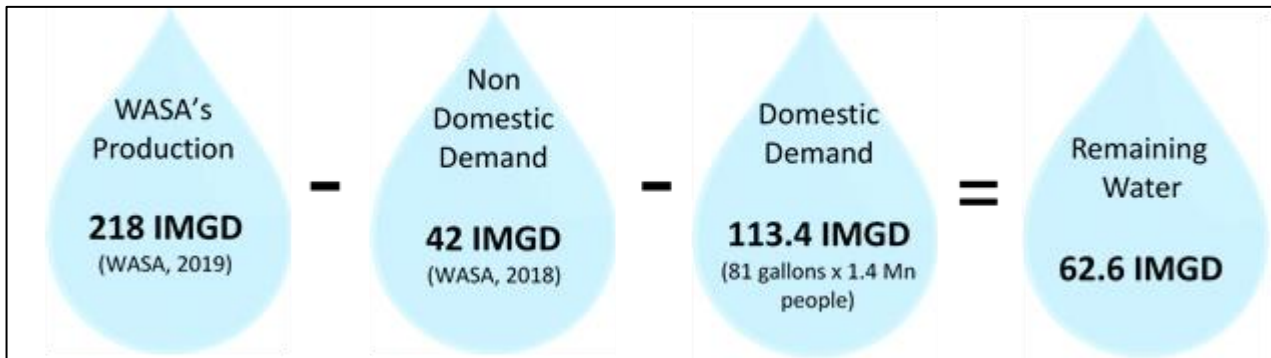 WASA's
Production
218 IMGD
(WASA, 2019)
-
Non
Domestic
Demand
42 IMGD
(WASA, 2018)
-
Domestic
Demand
113.4 IMGD
(81 gallons x 1.4 Mn
people)
=
Remaining
Water
62.6 IMGD